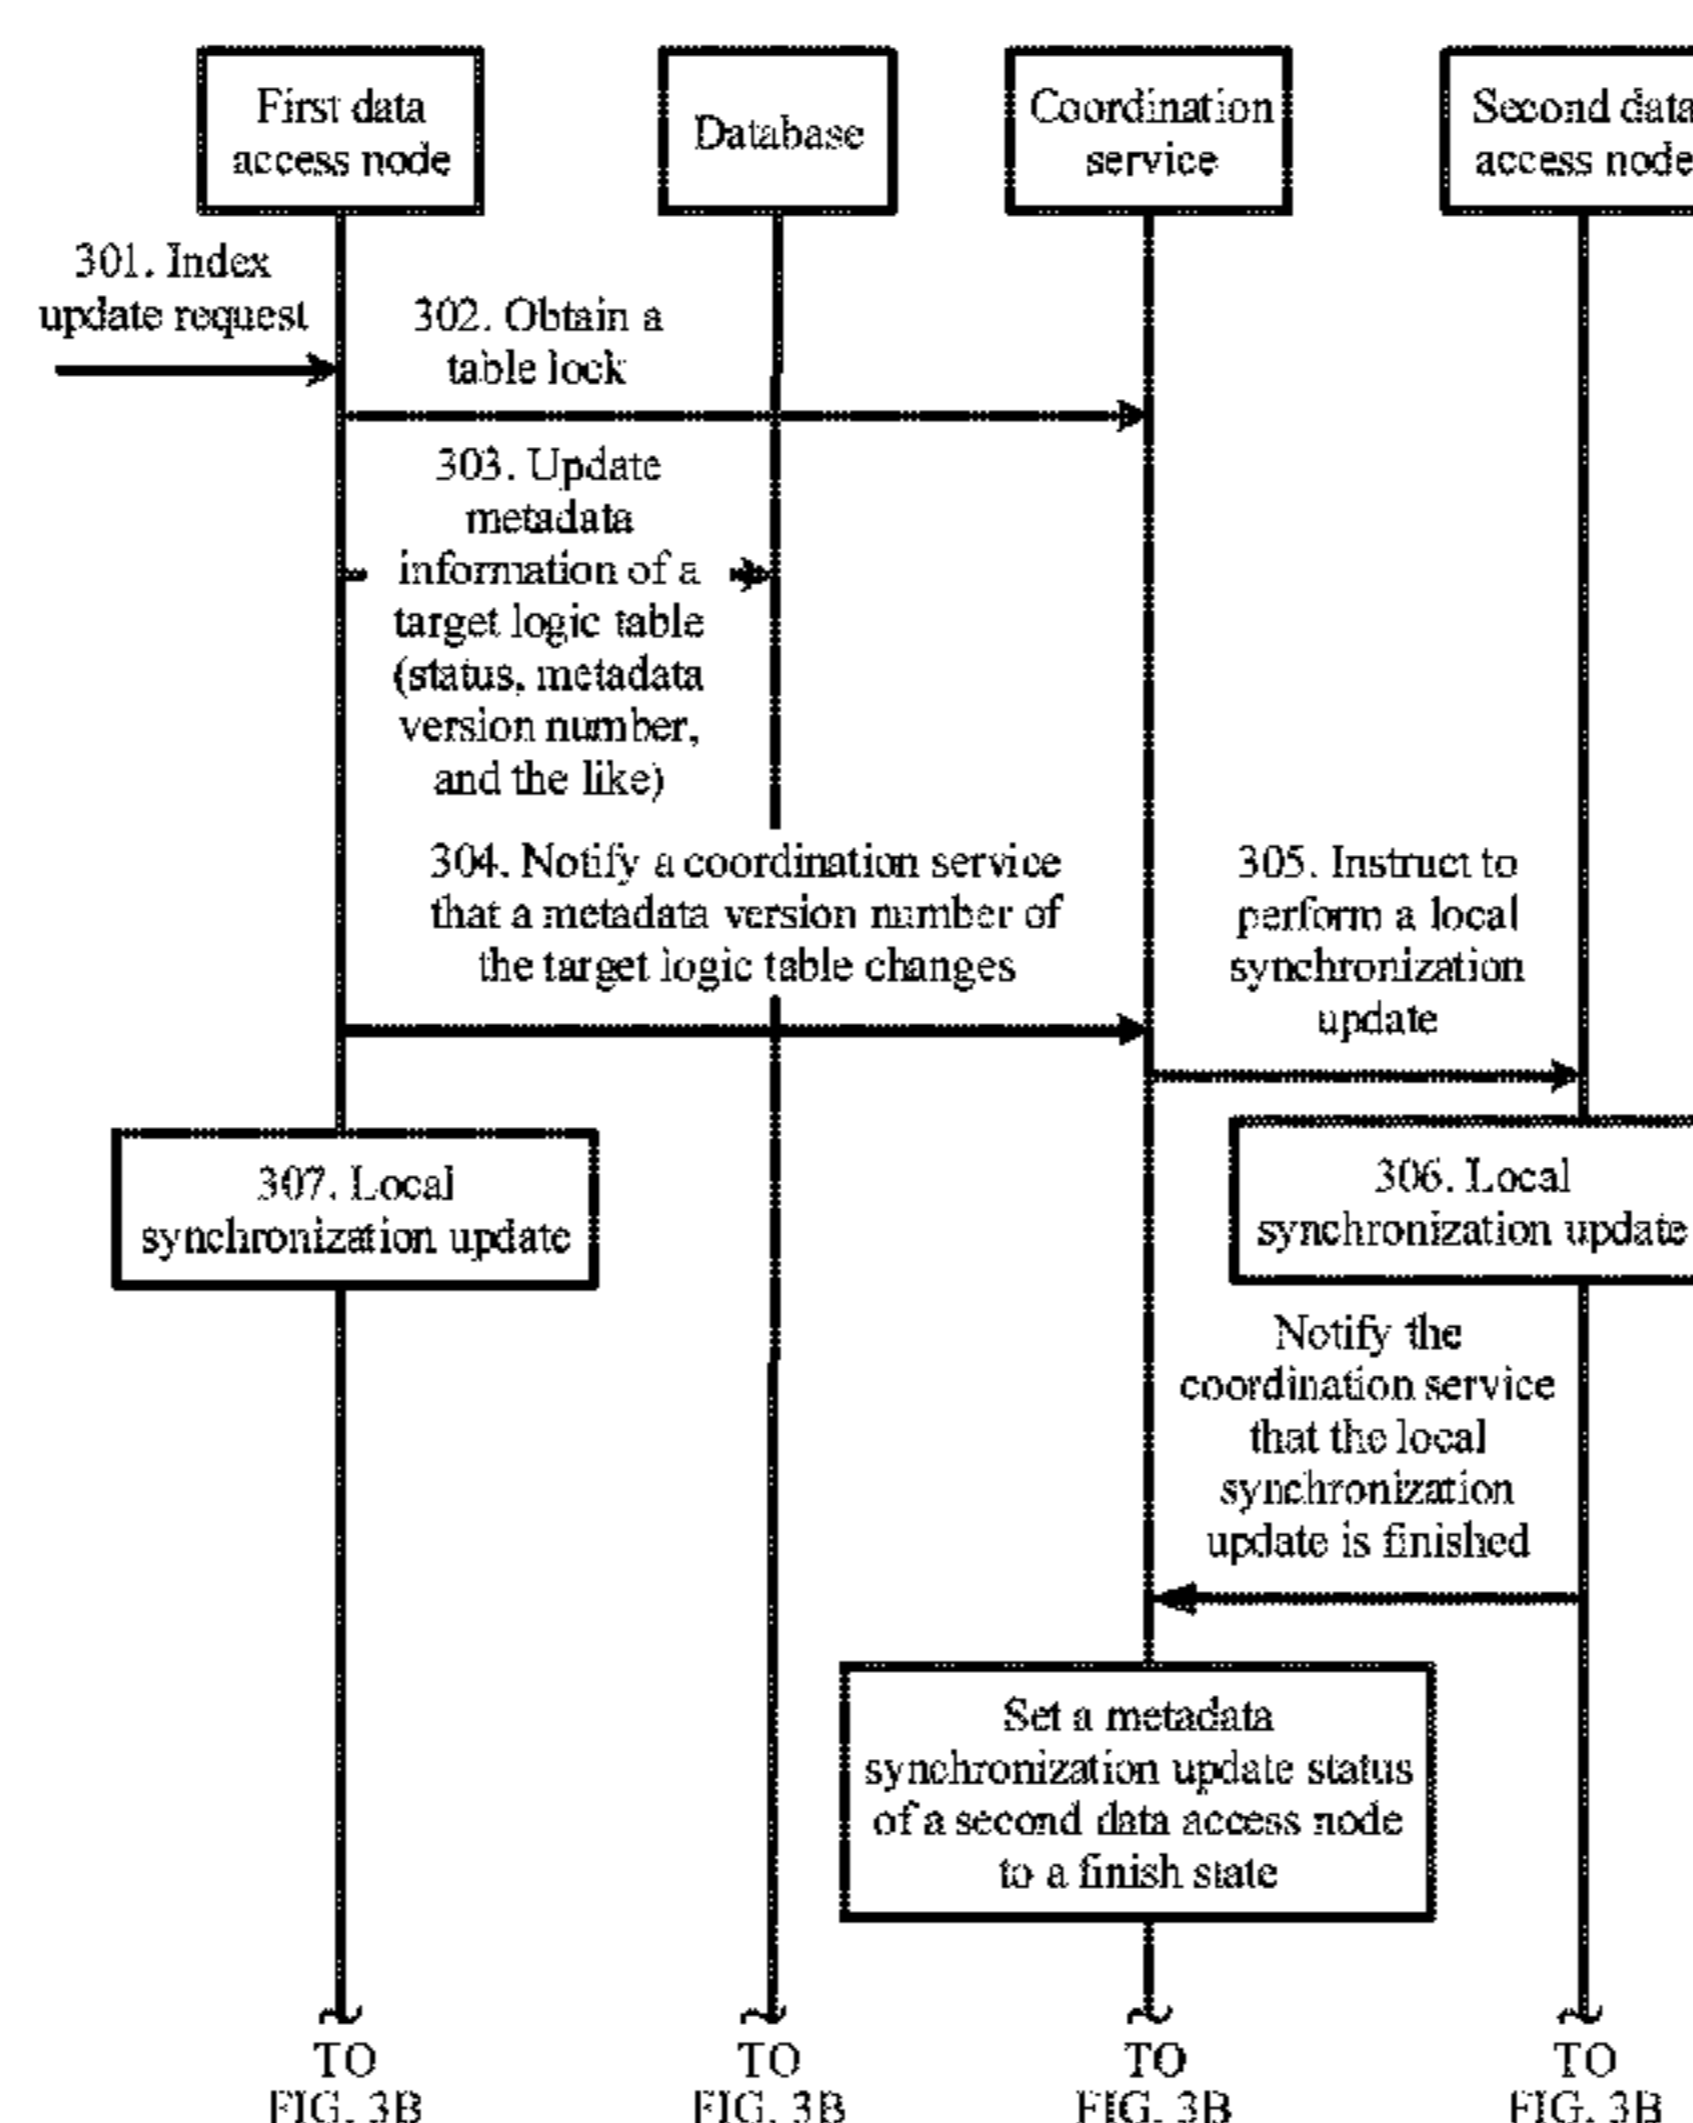 First data
access node
Database
Coordination
service
Second data
access node
301. Index
update request
302. Obtain a
table lock
303. Update
metadata
information of a
target logic table
(status, metadata
version number,
and the like)
304. Notify a coordination service
that a metadata version number of
the target logic table changes
305. Instruct to
perform a local
synchronization
update
307. Local
synchronization update
306. Local
synchronization update
Notify the
coordination service
that the local
synchronization
update is finished
Set a metadata
synchronization update status
of a second data access node
to a finish state
TO
FIG. 3B
TO
FIG. 3B
TO
FIG. 3B
TO
FIG. 3B